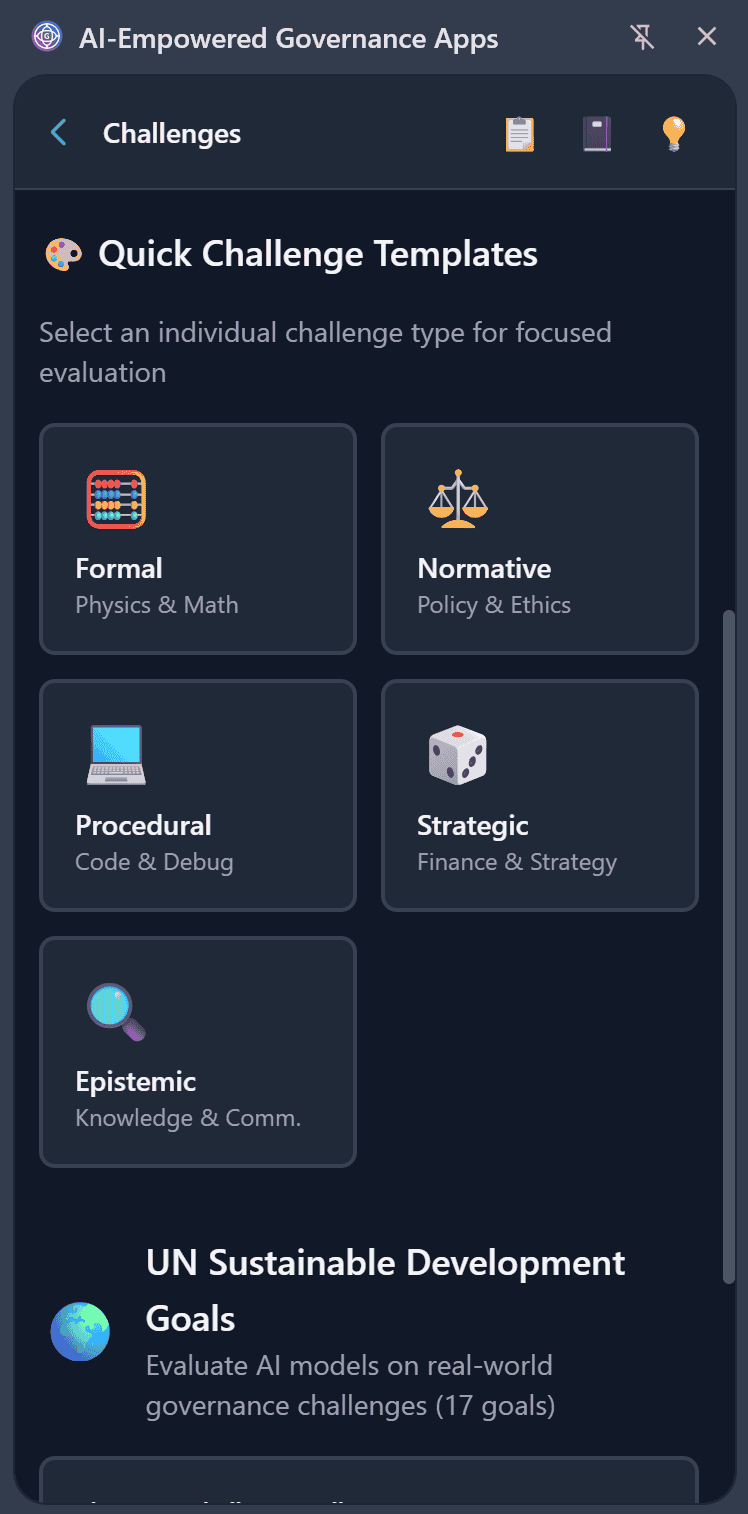 AI-Empowered Governance Apps
Challenges
Quick Challenge Templates
Select an individual challenge type for focused
evaluation
Formal
Physics & Math
Normative
Policy & Ethics
Procedural
Code & Debug
Strategic
Finance & Strategy
Epistemic
Knowledge & Comm.
UN Sustainable Development
Goals
Evaluate AI models on real-world
governance challenges (17 goals)